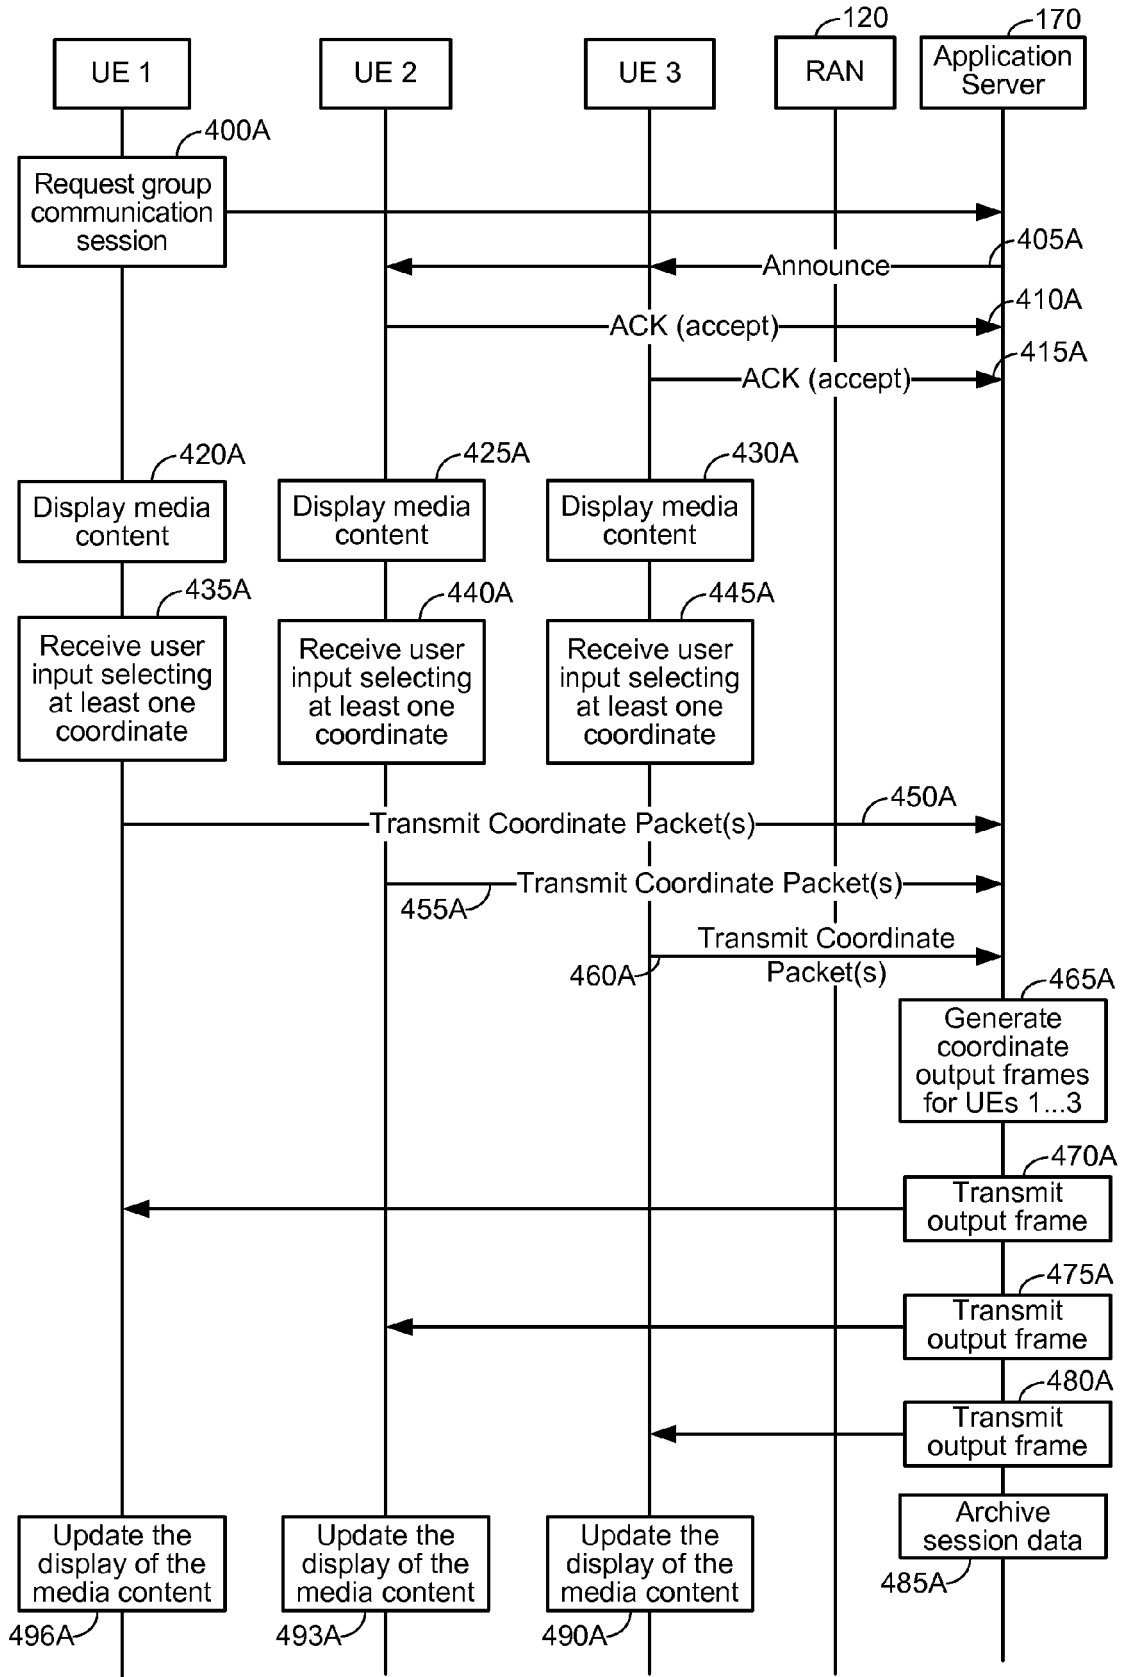 120
170
UE 1
UE 2
UE 3
RAN
Application
Server
400A
Request group
communication
session
405A
Announce
410A
ACK (accept)
415A
ACK (accept)
420A
425A
430A
Display media
content
Display media
content
Display media
content
435A
440A
445A
Receive user
input selecting
at least one
coordinate
Receive user
input selecting
at least one
coordinate
Receive user
input selecting
at least one
coordinate
450A
Transmit Coordinate Packet(s)
Transmit Coordinate Packet(s)
455A
Transmit Coordinate
Packet(s)
460A
465A
Generate
coordinate
output frames
for UEs 1...3
470A
Transmit
output frame
475A
Transmit
output frame
480A
Transmit
output frame
Archive
session data
485A
Update the
display of the
media content
Update the
display of the
media content
Update the
display of the
media content
496A
493A
490A